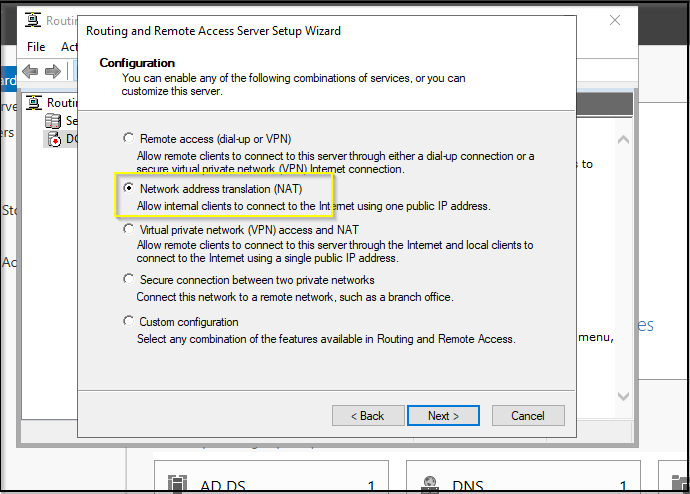 Routin
Routing and Remote Access Server Setup Wizard
File
Configuration
You can enable any of the following combinations of services, or you can
customize this server.
Routin
Se
Remote access (dial-up or VPN)
Allow remote clients to connect to this server through either a dial-up connection or a
secure virtual private network (VPN) Internet connection.
s to
Network address translation (NAT)
Allow internal clients to connect to the Internet using one public IP address.
Virtual private network (VPN) access and NAT
Allow remote clients to connect to this server through the Internet and local clients to
connect to the Internet using a single public IP address.
Sto
Ac
Secure connection between two private networks
Connect this network to a remote network, such as a branch office.
Custom configuration
Select any combination of the features available in Routing and Remote Access.
es
menu,
< Back
Next >
Cancel
AD DS 1
DNS 1